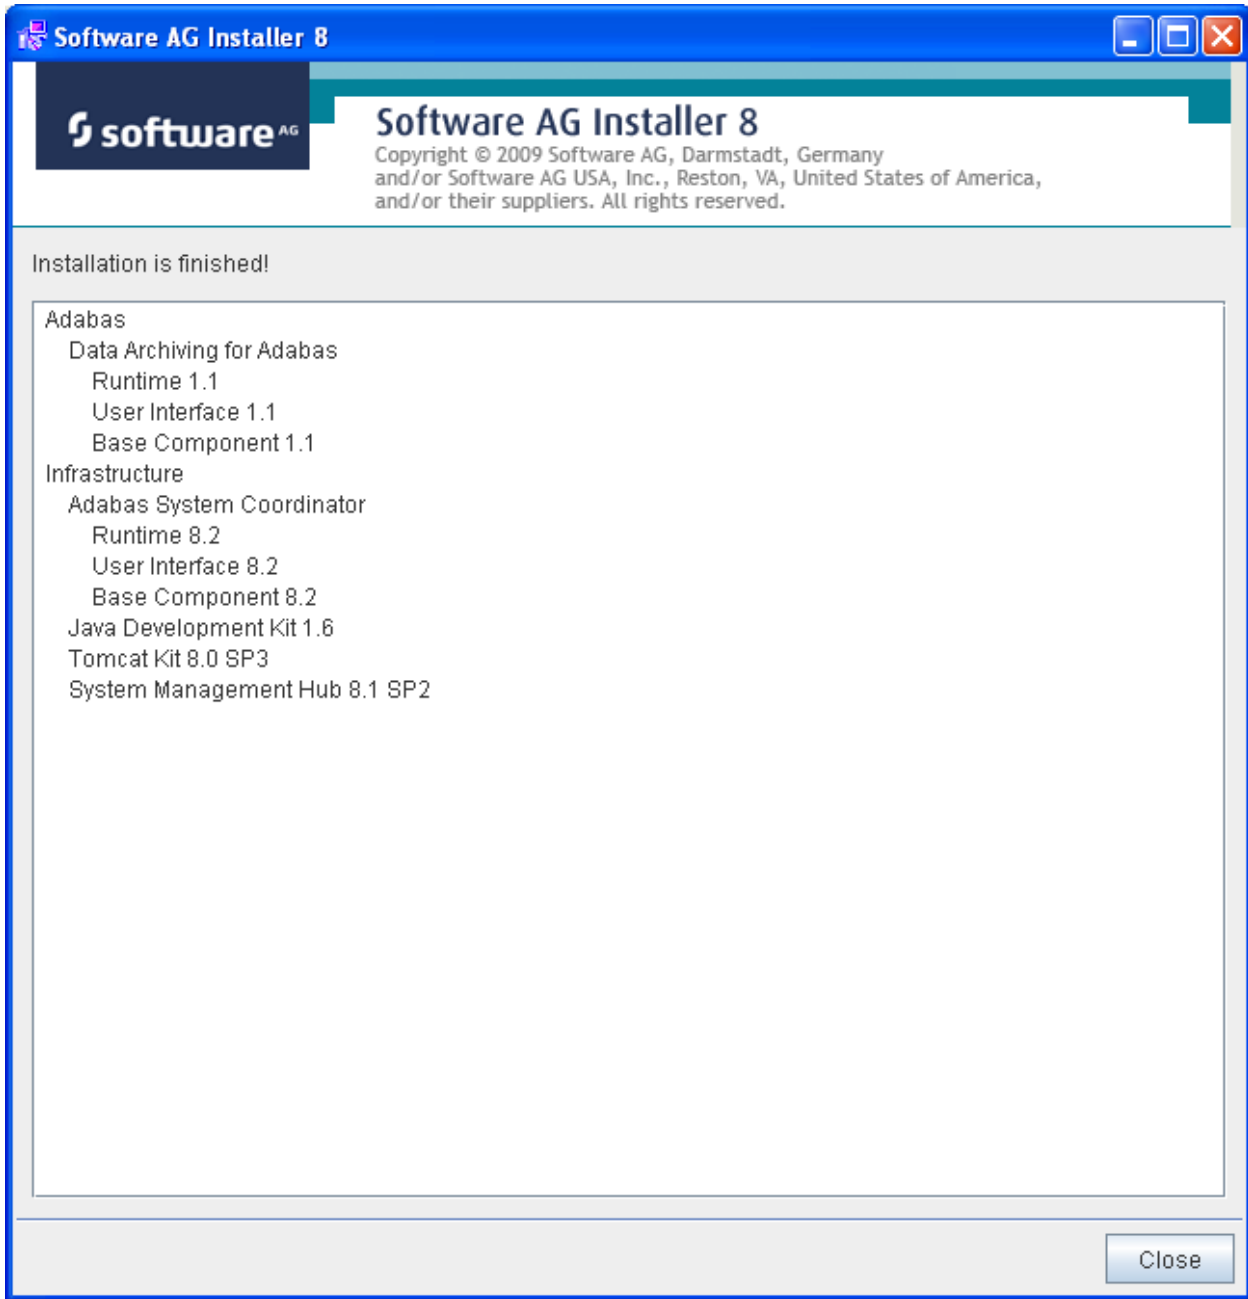 Software AG Installer 8
software AG
Software AG Installer 8
Copyright © 2009 Software AG, Darmstadt, Germany
and/or Software AG USA, Inc., Reston, VA, United States of America,
and/or their suppliers. All rights reserved.
Installation is finished!
Adabas
Data Archiving for Adabas
Runtime 1.1
User Interface 1.1
Base Component 1.1
Infrastructure
Adabas System Coordinator
Runtime 8.2
User Interface 8.2
Base Component 8.2
Java Development Kit 1.6
Tomcat Kit 8.0 SP3
System Management Hub 8.1 SP2
Close